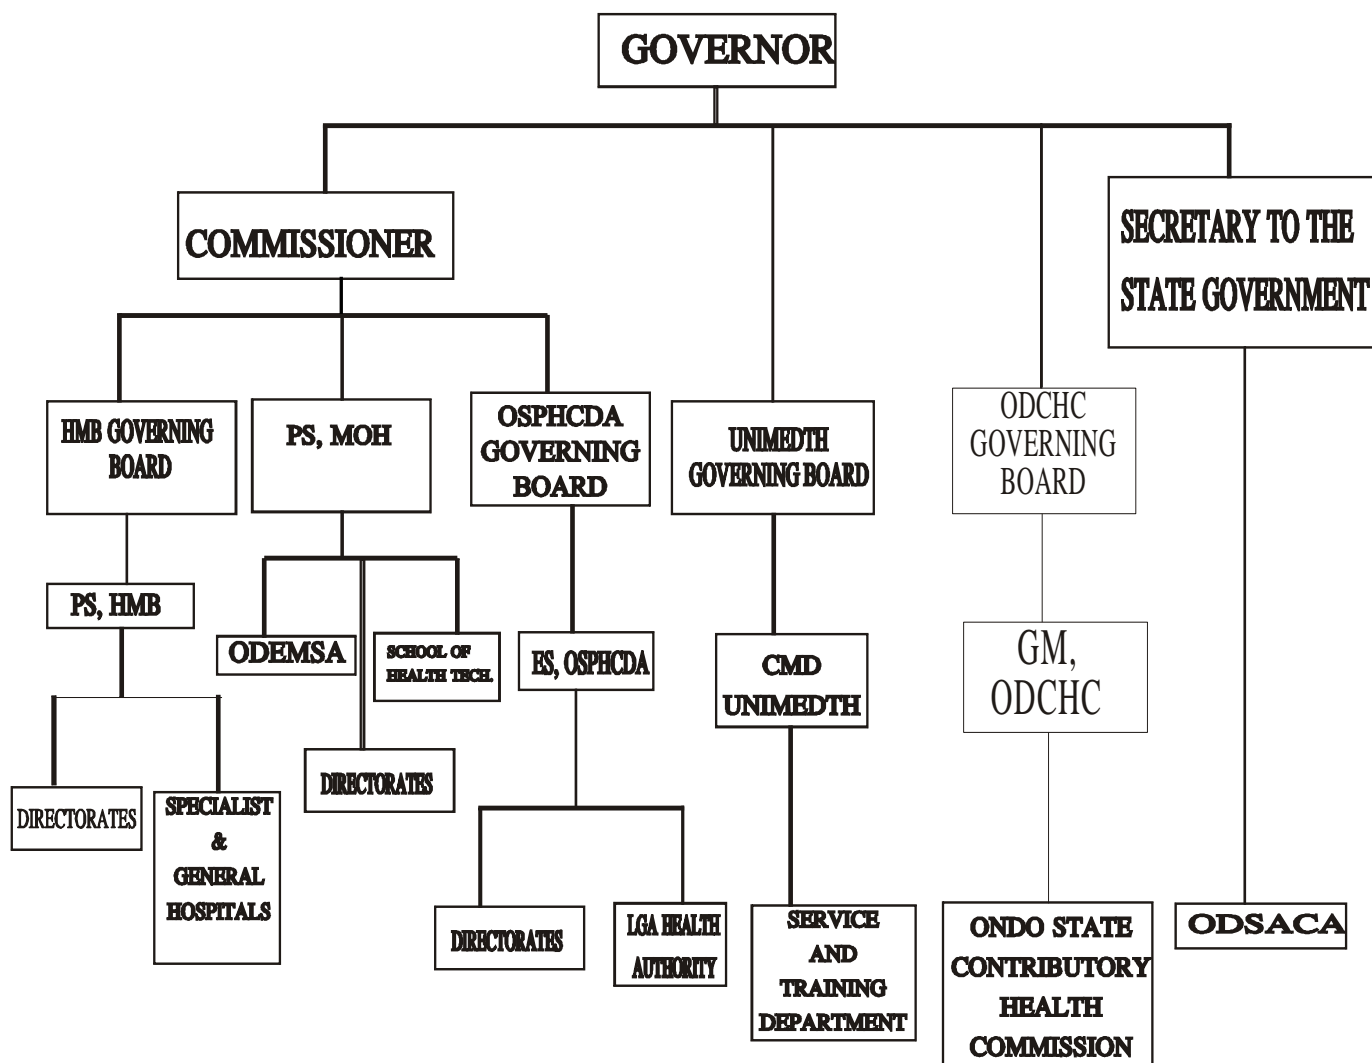 GOVERNOR
COMMISSIONER
SECRETARY TO THE
STATE GOVERNMENT
HMB GOVERNING
BOARD
PS, MOH
OSPHCDA
GOVERNING
BOARD
UNIMEDTH
GOVERNING BOARD
ODCHC
GOVERNING
BOARD
PS, HMB
ODEMSA
SCHOOL OF
HEALTH TECH.
ES, OSPHCDA
CMD
UNIMEDTH
GM,
ODCHC
DIRECTORATES
SPECIALIST
&
GENERAL
HOSPITALS
DIRECTORATES
DIRECTORATES
LGA HEALTH
AUTHORITY
SERVICE
AND
TRAINING
DEPARTMENT
ONDO STATE
CONTRIBUTORY
HEALTH
COMMISSION
ODSACA